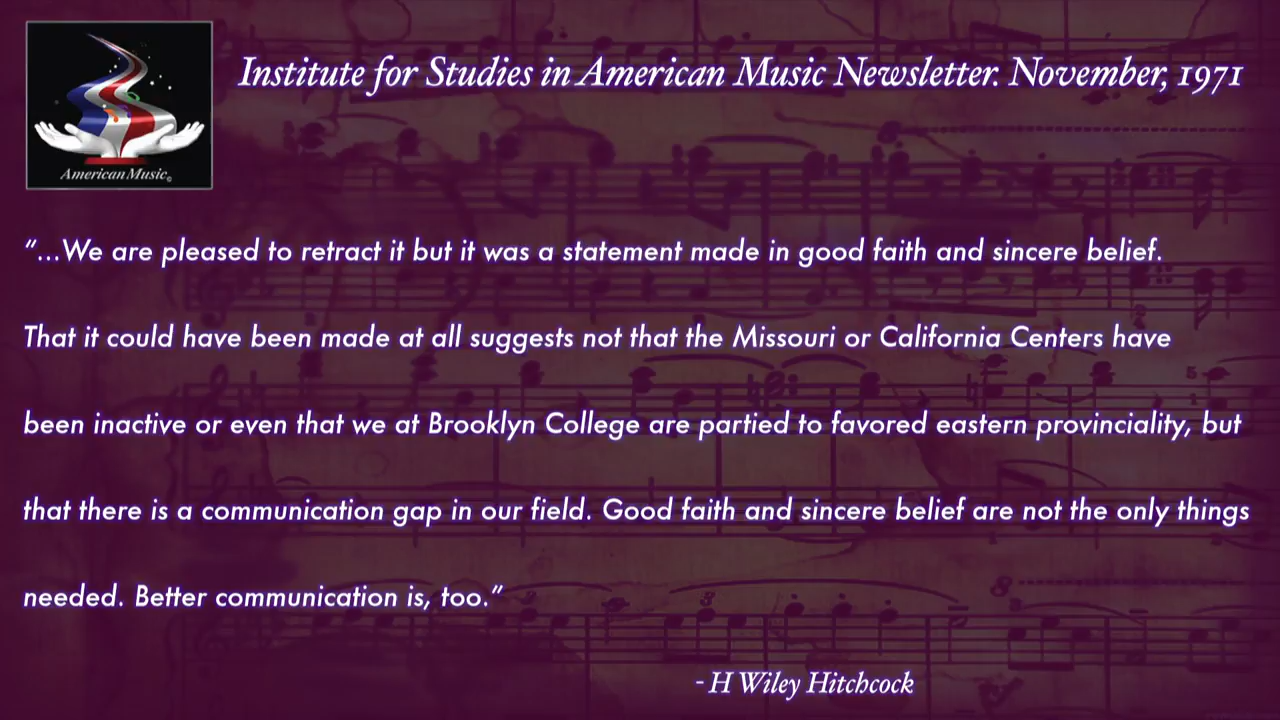 Institute for Studies in American Music Newsletter. November, 1971
American Music©
“...We are pleased to retract it but it was a statement made in good faith and sincere belief.
That it could have been made at all suggests not that the Missouri or California Centers have
been inactive or even that we at Brooklyn College are partied to favored eastern provinciality, but
that there is a communication gap in our field. Good faith and sincere belief are not the only things
needed. Better communication is, too.”
- H Wiley Hitchcock